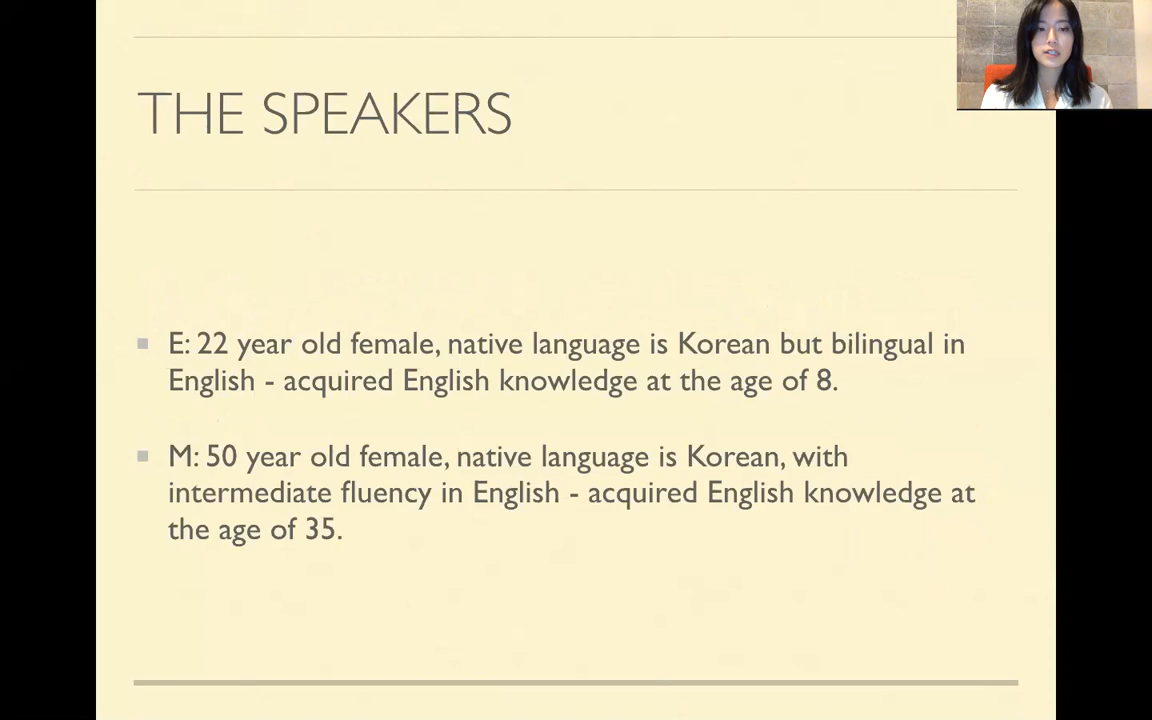 THE SPEAKERS
E: 22 year old female, native language is Korean but bilingual in
English - acquired English knowledge at the age of 8.
M: 50 year old female, native language is Korean, with
intermediate fluency in English - acquired English knowledge at
the age of 35.